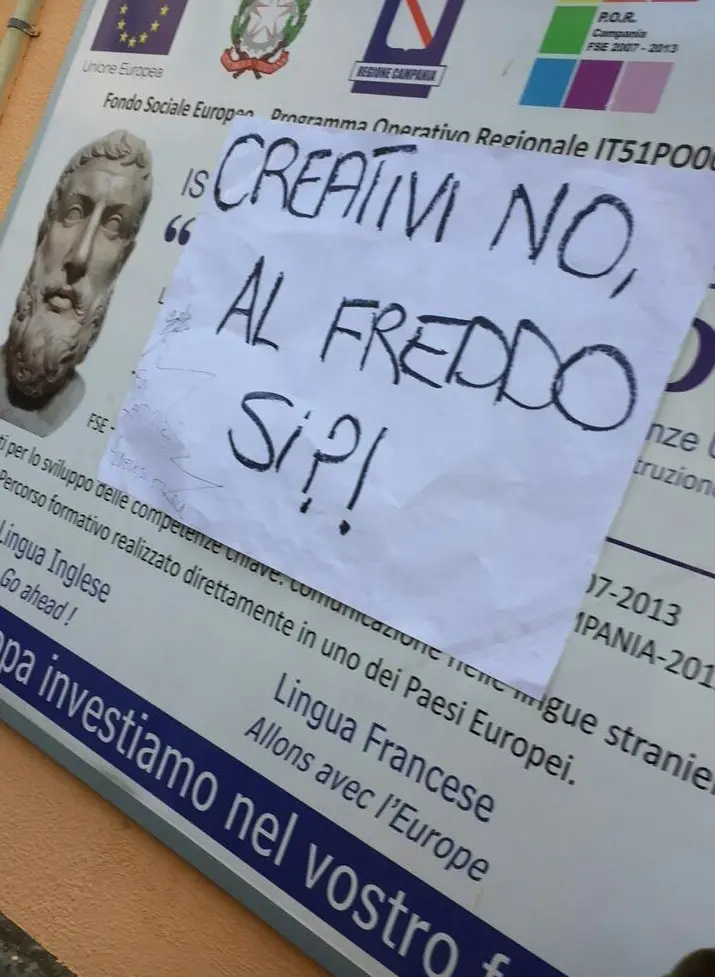 Unione Europea
REGIONE CAMPANIA
P.O.R.
Campania
FSE 2007 - 2013
Fondo Sociale Europeo - Programma Operativo Regionale IT51PO00
IS
“
CREATIVI NO,
AL FREDDO
SI?!
FSE -
nze
truzion
07-2013
MPANIA-201
ti per lo sviluppo delle competenze chiave: comunicazione nelle lingue stranie
Percorso formativo realizzato direttamente in uno dei Paesi Europei.
Lingua Inglese
Go ahead !
Lingua Francese
Allons avec l'Europe
opa investiamo nel vostro f